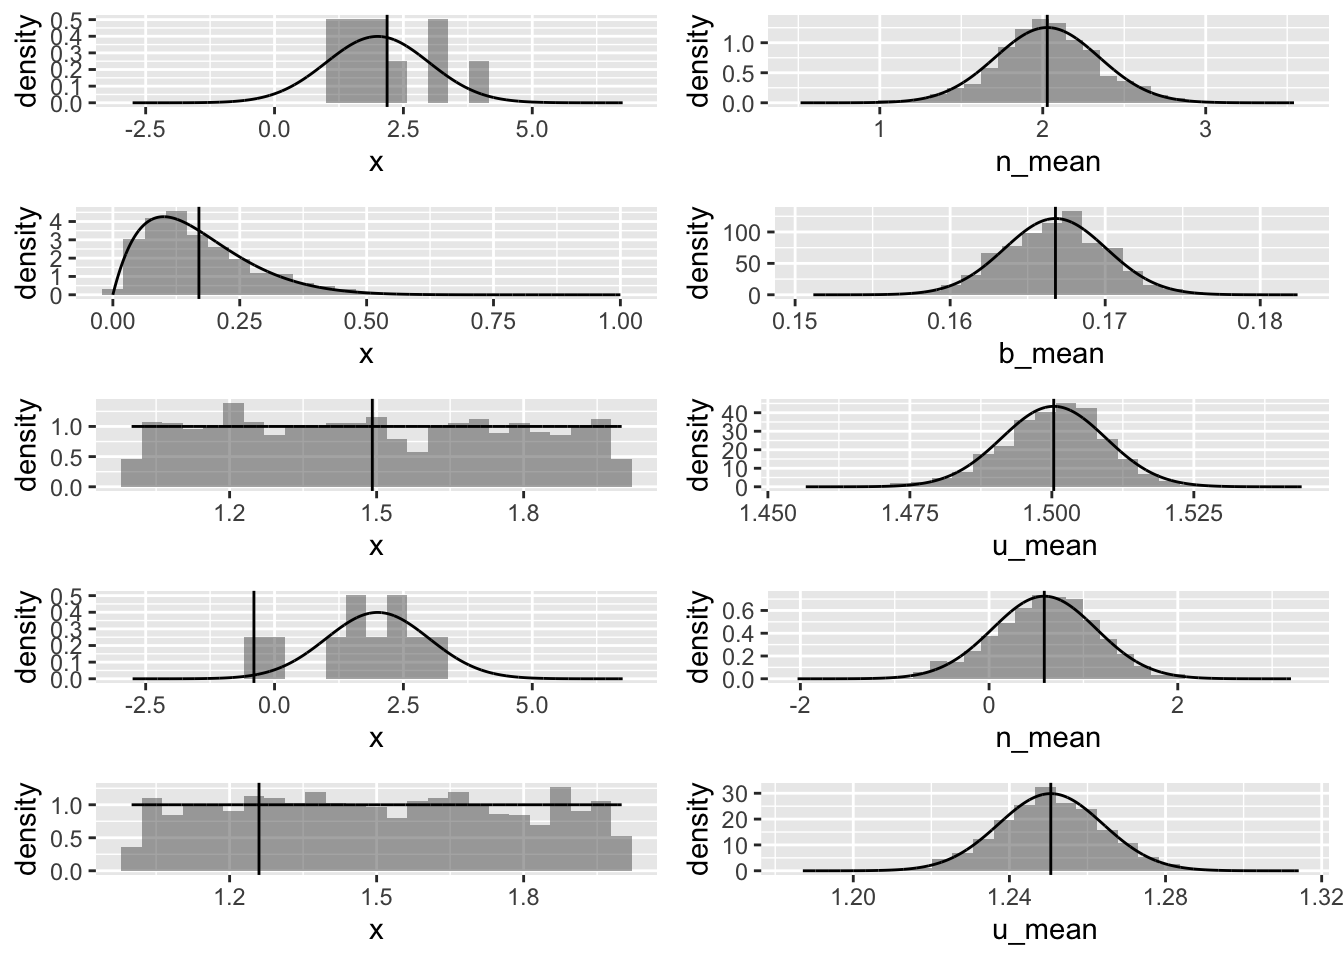 density
0.5
0.4
0.3
0.2
0.1
0.0
-2.5 0.0 2.5 5.0
x
density
1.0
0.5
0.0
1 2 3
n_mean
density
4
3
2
1
0
0.00 0.25 0.50 0.75 1.00
x
density
100
50
0
0.15 0.16 0.17 0.18
b_mean
density
1.0
0.5
0.0
1.2 1.5 1.8
x
density
40
30
20
10
0
1.450 1.475 1.500 1.525
u_mean
density
0.5
0.4
0.3
0.2
0.1
0.0
-2.5 0.0 2.5 5.0
x
density
0.6
0.4
0.2
0.0
-2 0 2
n_mean
density
1.0
0.5
0.0
1.2 1.5 1.8
x
density
30
20
10
0
1.20 1.24 1.28 1.32
u_mean